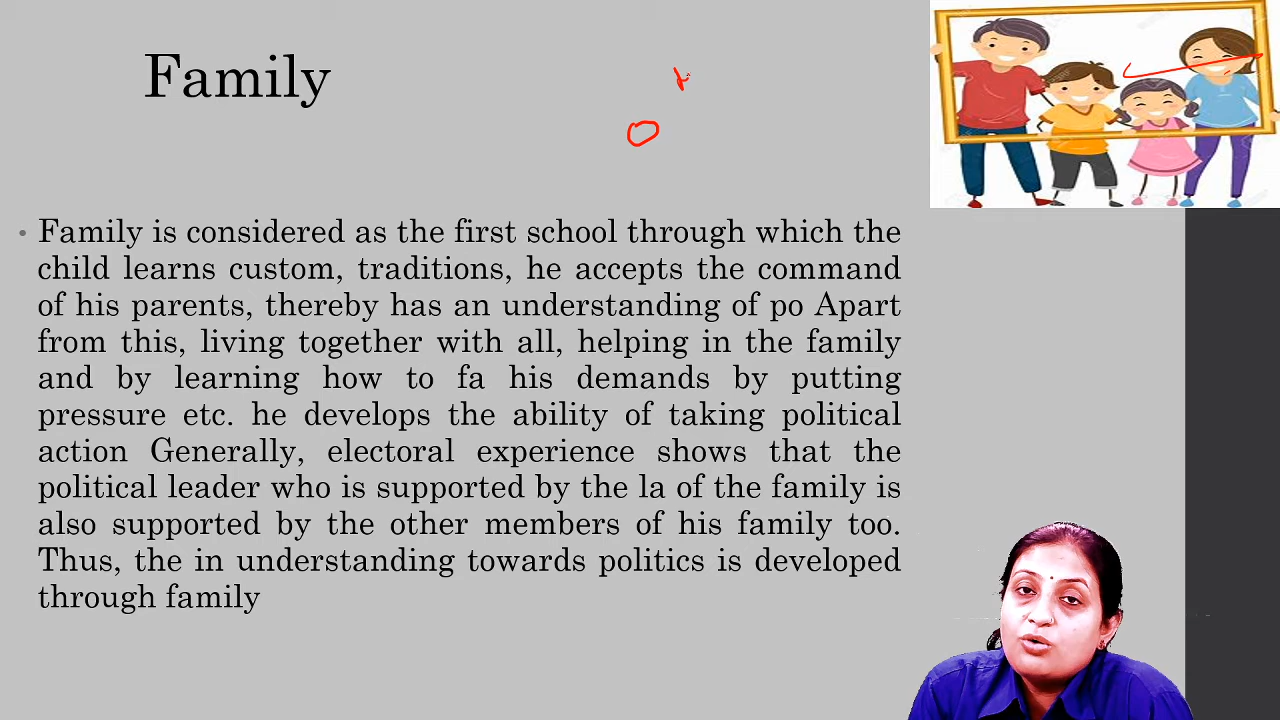 Family
• Family is considered as the first school through which the
child learns custom, traditions, he accepts the command
of his parents, thereby has an understanding of po Apart
from this, living together with all, helping in the family
and by learning how to fa his demands by putting
pressure etc. he develops the ability of taking political
action Generally, electoral experience shows that the
political leader who is supported by the la of the family is
also supported by the other members of his family too.
Thus, the in understanding towards politics is developed
through family